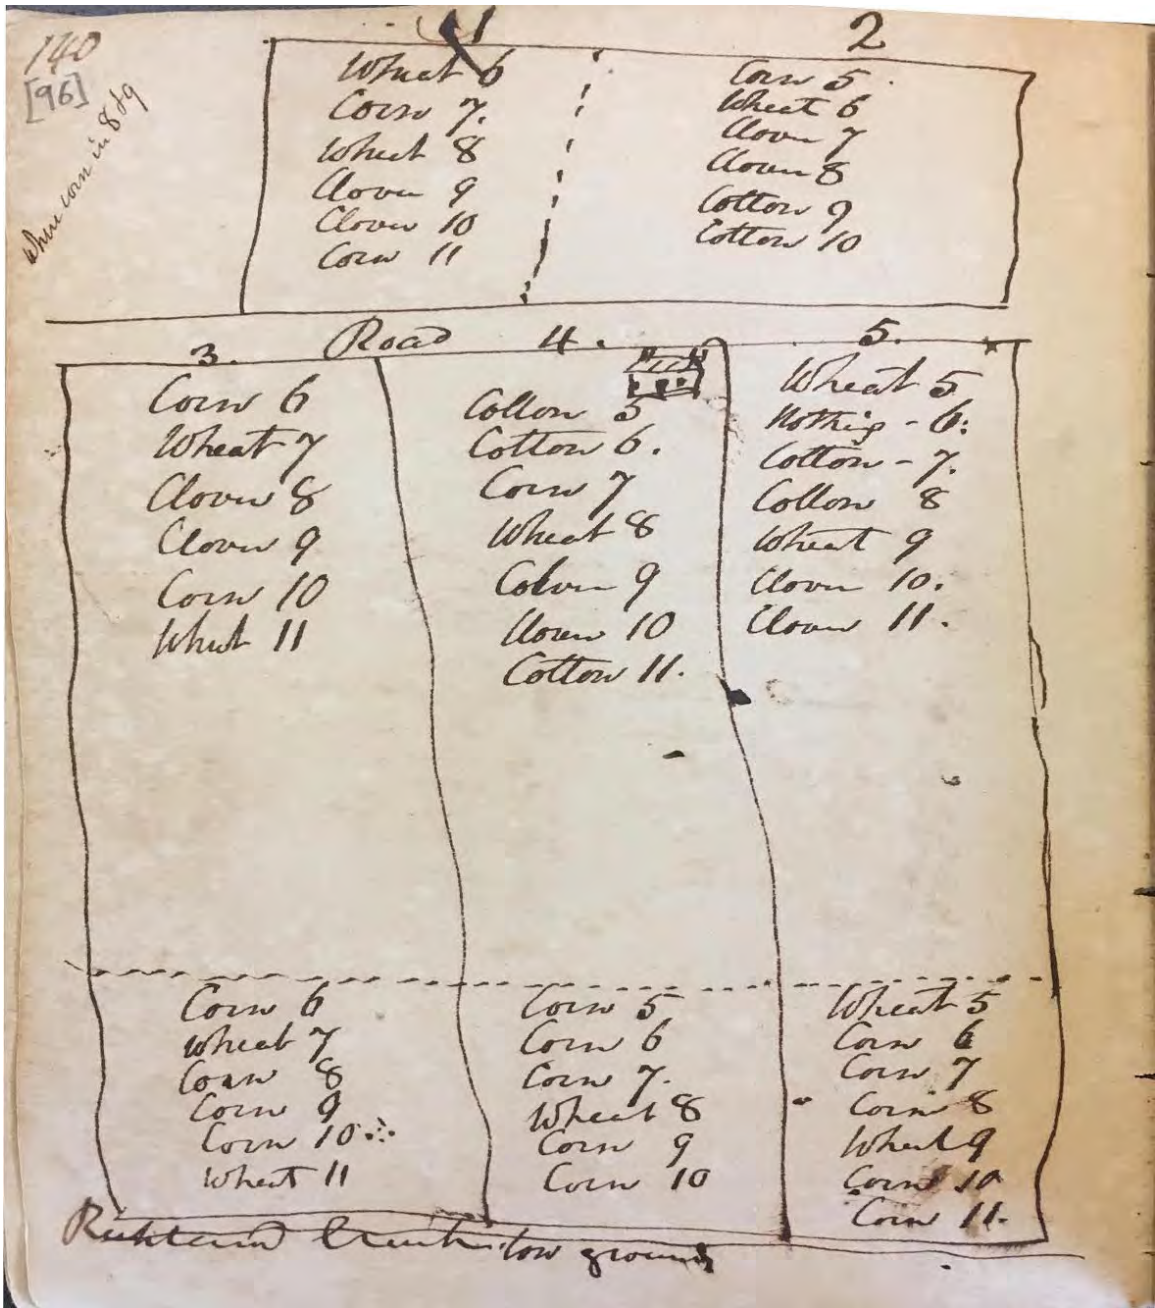 140
[96]
Where corn in 8 & 9
1
2
Wheat 6
Corn 7.
Wheat 8
Clover 9
Clover 10
Corn 11
Corn 5
Wheat 6
Clover 7
Clover 8
Cotton 9
Cotton 10
Road
3.
4.
5.
Corn 6
Wheat 7
Clover 8
Clover 9
Corn 10
Wheat 11
Cotton 5
Cotton 6.
Corn 7
Wheat 8
9
Clover 10
Cotton 11.
Wheat 5
Nothing - 6.
Cotton - 7.
Cotton 8
Wheat 9
Clover 10.
Clover 11.
Corn 6
Wheat 7
Corn 8
Corn 9
Corn 10
Wheat 11
Corn 5
Corn 6
Corn 7.
Wheat 8
Corn 9
Corn 10
Wheat 5
Corn 6
Corn 7
Corn 8
Wheat 9
Corn 10
Corn 11.
Richland Creek low grounds